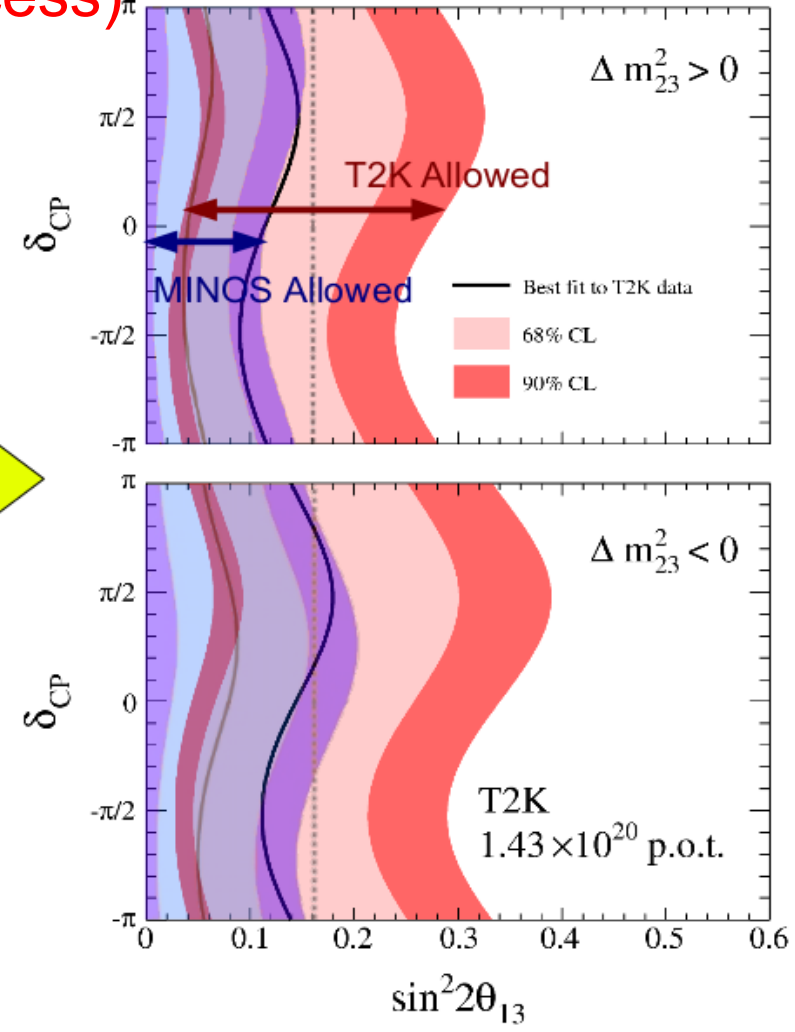 cess)
π
Δ m²₂₃ > 0
π/2
T2K Allowed
δCP
0
MINOS Allowed
Best fit to T2K data
-π/2
68% CL
90% CL
-π
π
Δ m²₂₃ < 0
π/2
δCP
0
-π/2
T2K
1.43×10²⁰ p.o.t.
-π
0 0.1 0.2 0.3 0.4 0.5 0.6
sin²2θ₁₃